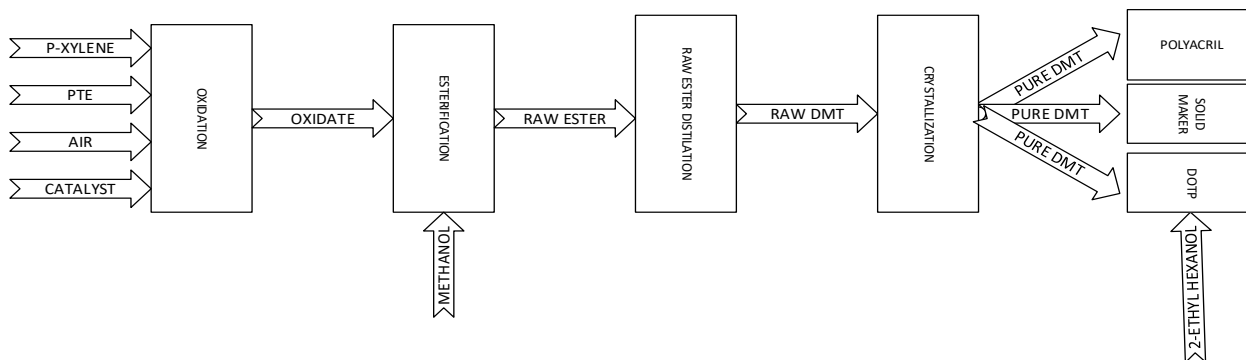 P-XYLENE
PTE
AIR
CATALYST
OXIDATION
OXIDATE
ESTERIFICATION
METHANOL
RAW ESTER
RAW ESTER DISTILATION
RAW DMT
CRYSTALLIZATION
PURE DMT
PURE DMT
PURE DMT
POLYACRIL
SOLID
MAKER
DOTP
2-ETHYL HEXANOL